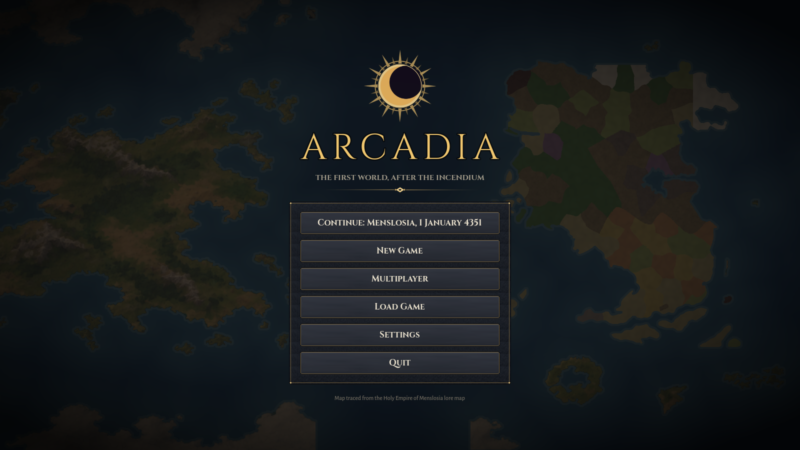 ARCADIA
THE FIRST WORLD, AFTER THE INCENDIUM
Continue: Menslosia, 1 January 4351
New Game
Multiplayer
Load Game
Settings
Quit
Map traced from the Holy Empire of Menslosia lore map